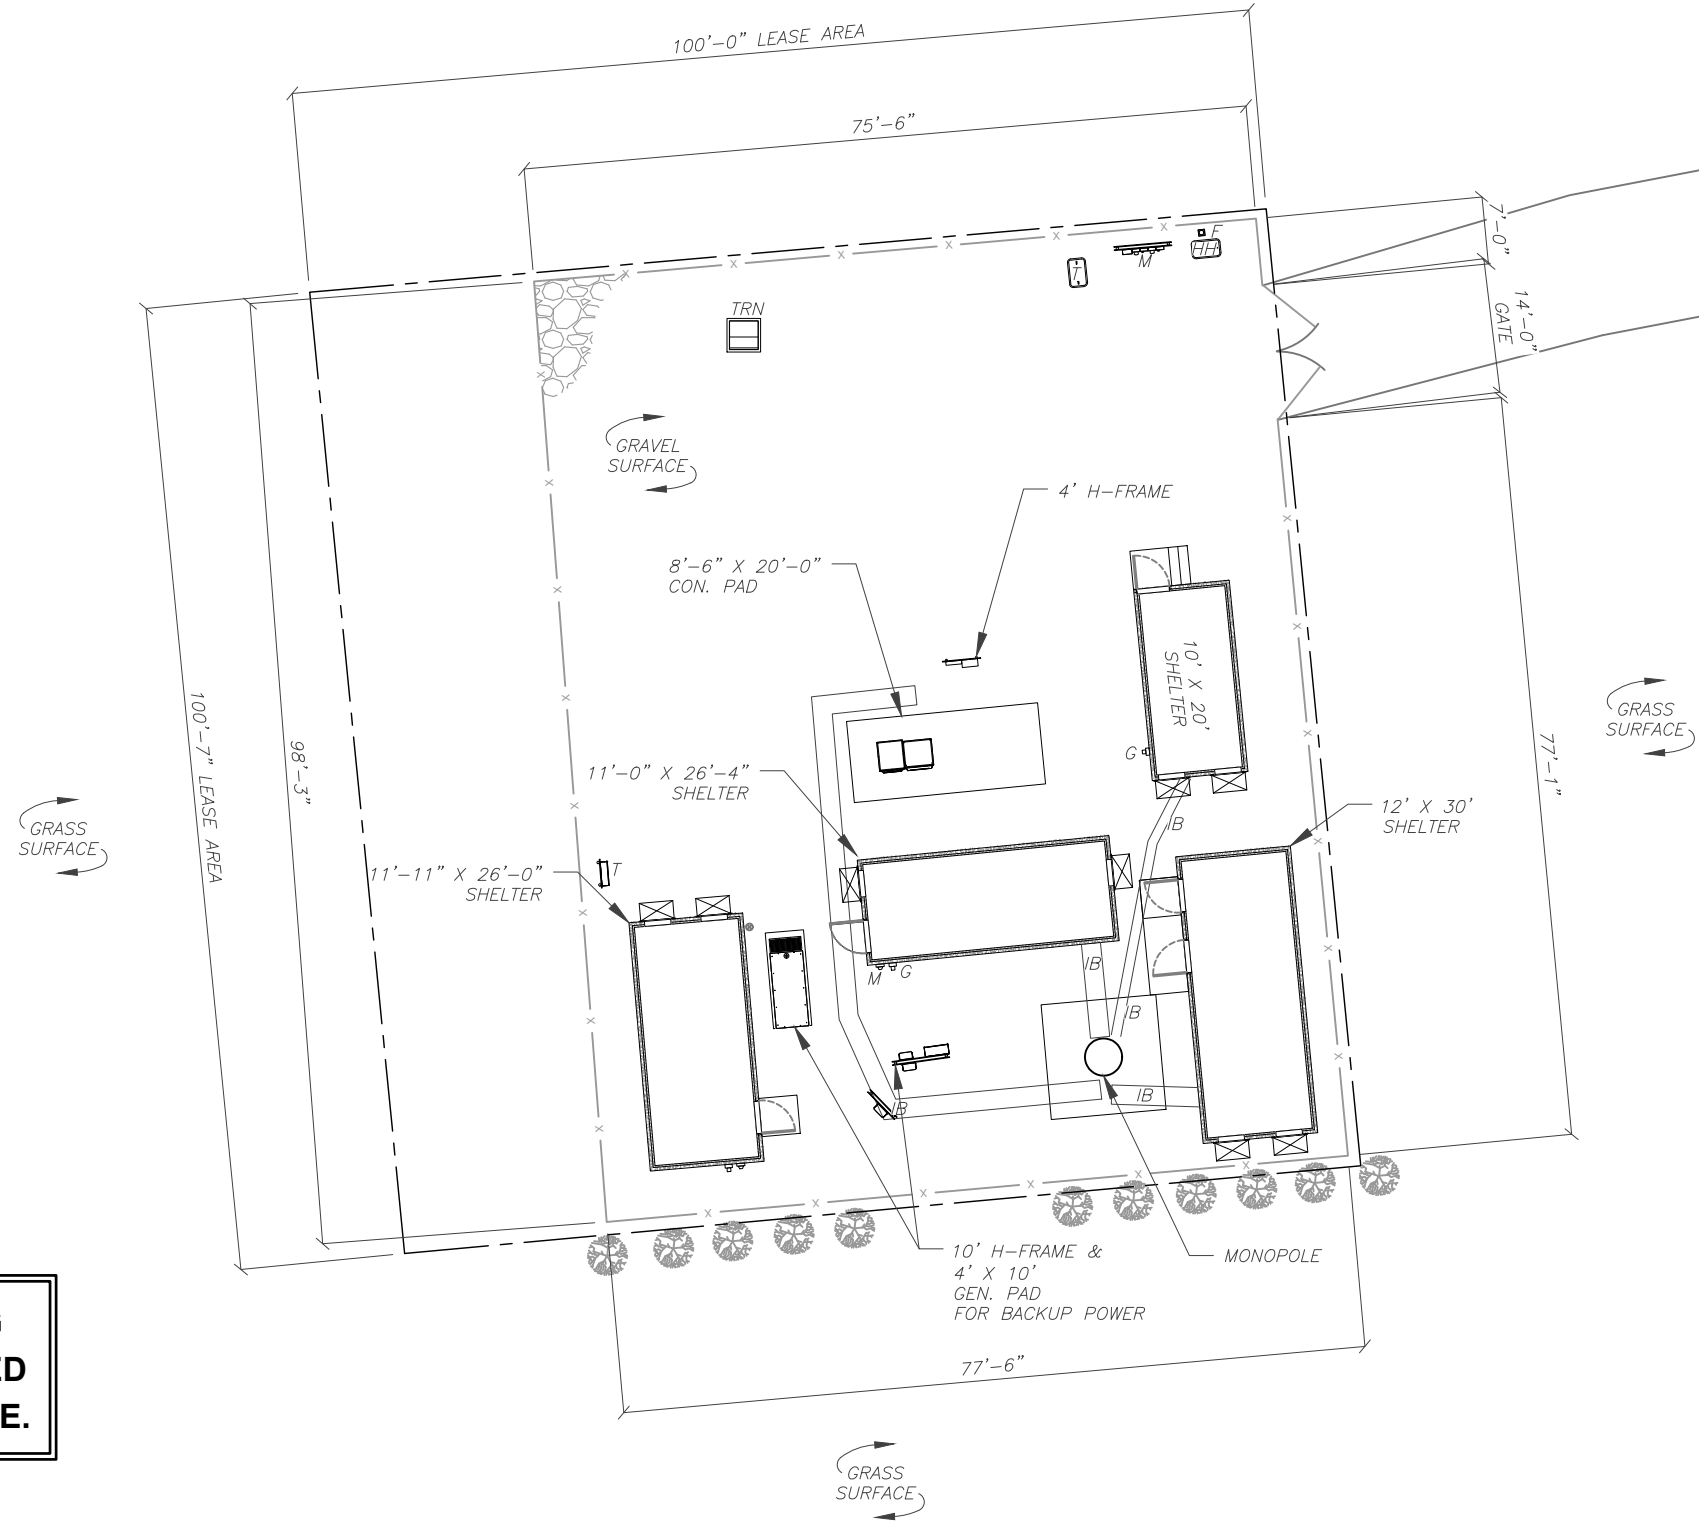 100'-0" LEASE AREA
75'-6"
7'-0"
14'-0"
GATE
F
HH
M
T
TRN
GRAVEL
SURFACE
4' H-FRAME
8'-6" X 20'-0"
CON. PAD
10' X 20'
SHELTER
G
GRASS
SURFACE
77'-1"
100'-7" LEASE AREA
98'-3"
11'-0" X 26'-4"
SHELTER
12' X 30'
SHELTER
IB
GRASS
SURFACE
11'-11" X 26'-0"
SHELTER
T
M
G
IB
IB
IB
IB
10' H-FRAME &
4' X 10'
GEN. PAD
FOR BACKUP POWER
MONOPOLE
77'-6"
ED
E.
GRASS
SURFACE